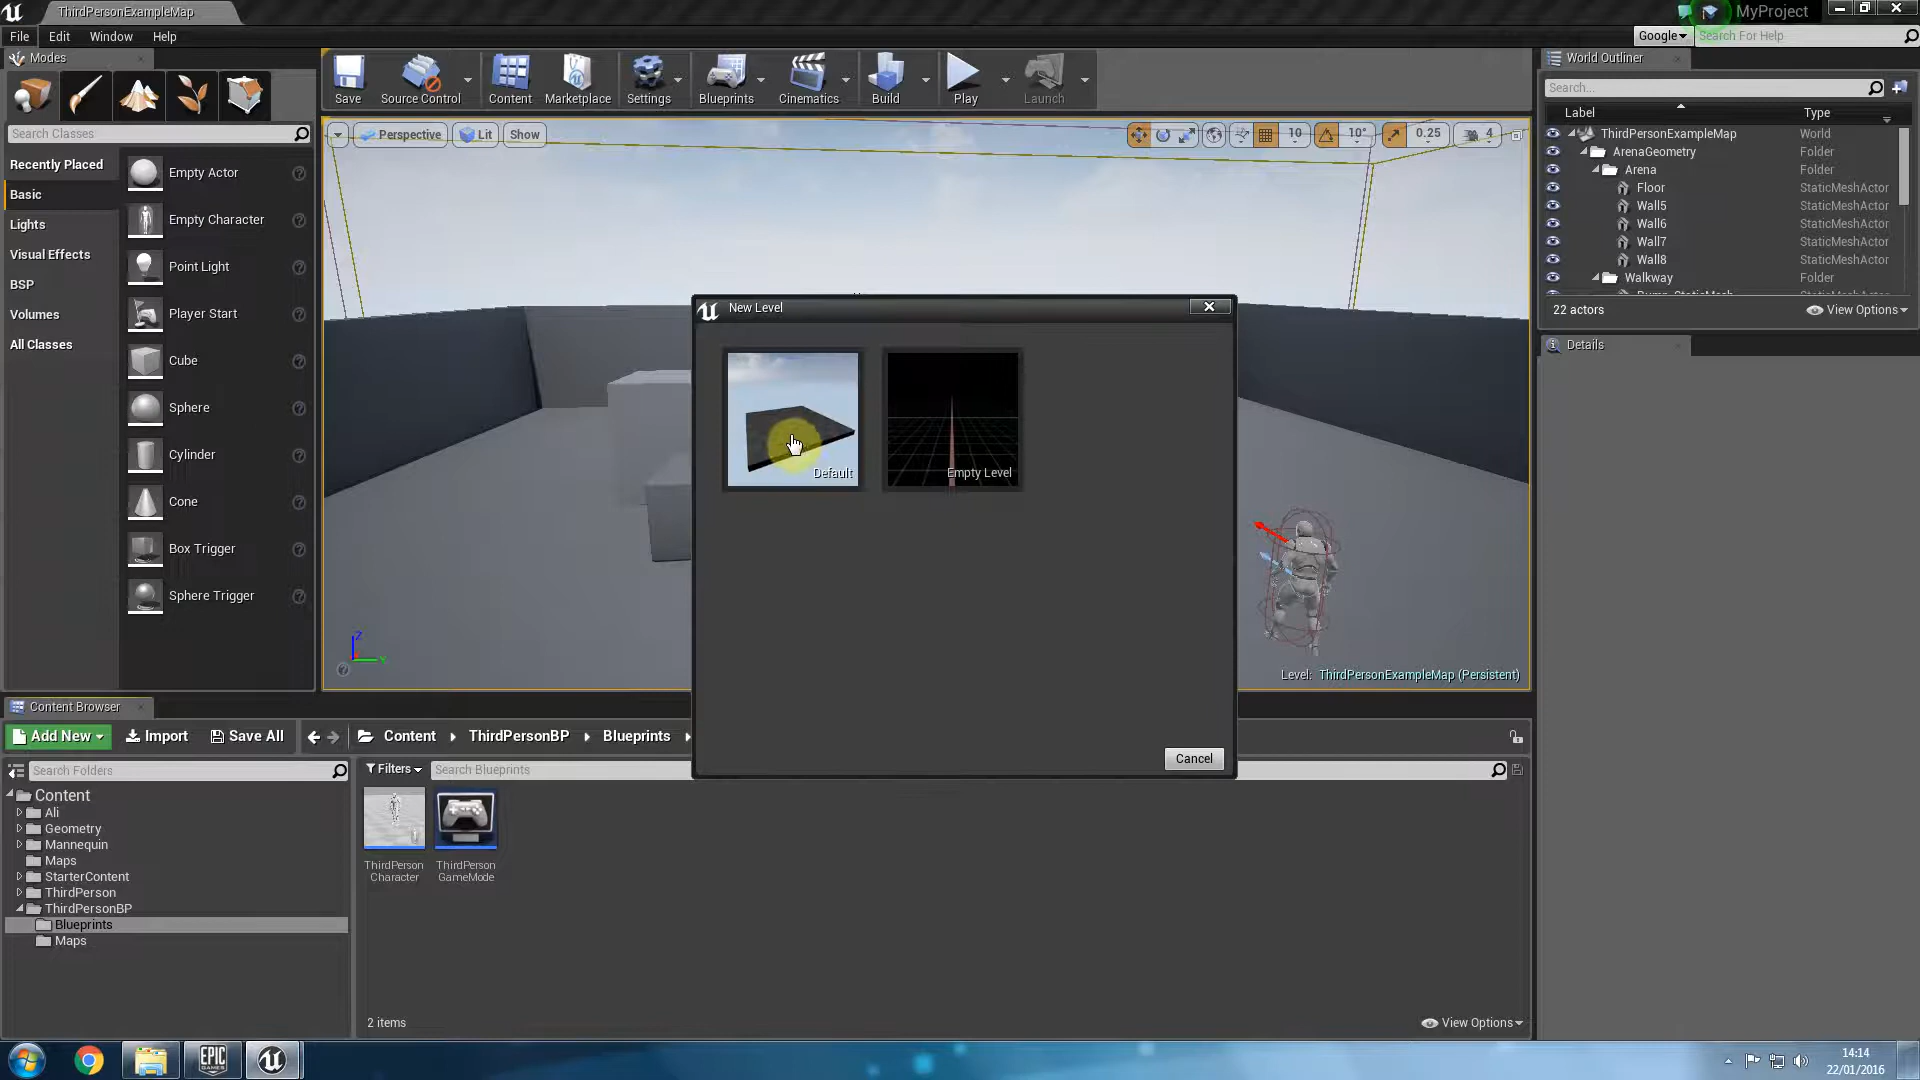 ThirdPersonExampleMap
MyProject
File Edit Window Help
Google
Search For Help
Modes
Search Classes
Recently Placed
Basic
Lights
Visual Effects
BSP
Volumes
All Classes
Empty Actor
Empty Character
Point Light
Player Start
Cube
Sphere
Cylinder
Cone
Box Trigger
Sphere Trigger
Save
Source Control
Content
Marketplace
Settings
Blueprints
Cinematics
Build
Play
Launch
Perspective
Lit
Show
10
10°
0.25
4
Level: ThirdPersonExampleMap (Persistent)
New Level
Default
Empty Level
Cancel
World Outliner
Search...
Label Type
ThirdPersonExampleMap World
ArenaGeometry Folder
Arena Folder
Floor StaticMeshActor
Wall5 StaticMeshActor
Wall6 StaticMeshActor
Wall7 StaticMeshActor
Wall8 StaticMeshActor
Walkway Folder
22 actors
View Options
Details
Content Browser
Add New
Import
Save All
Content
ThirdPersonBP
Blueprints
Search Folders
Filters
Search Blueprints
Content
Ali
Geometry
Mannequin
Maps
StarterContent
ThirdPerson
ThirdPersonBP
Blueprints
Maps
ThirdPerson
Character
ThirdPerson
GameMode
2 items
View Options
EPIC
GAMES
14:14
22/01/2016